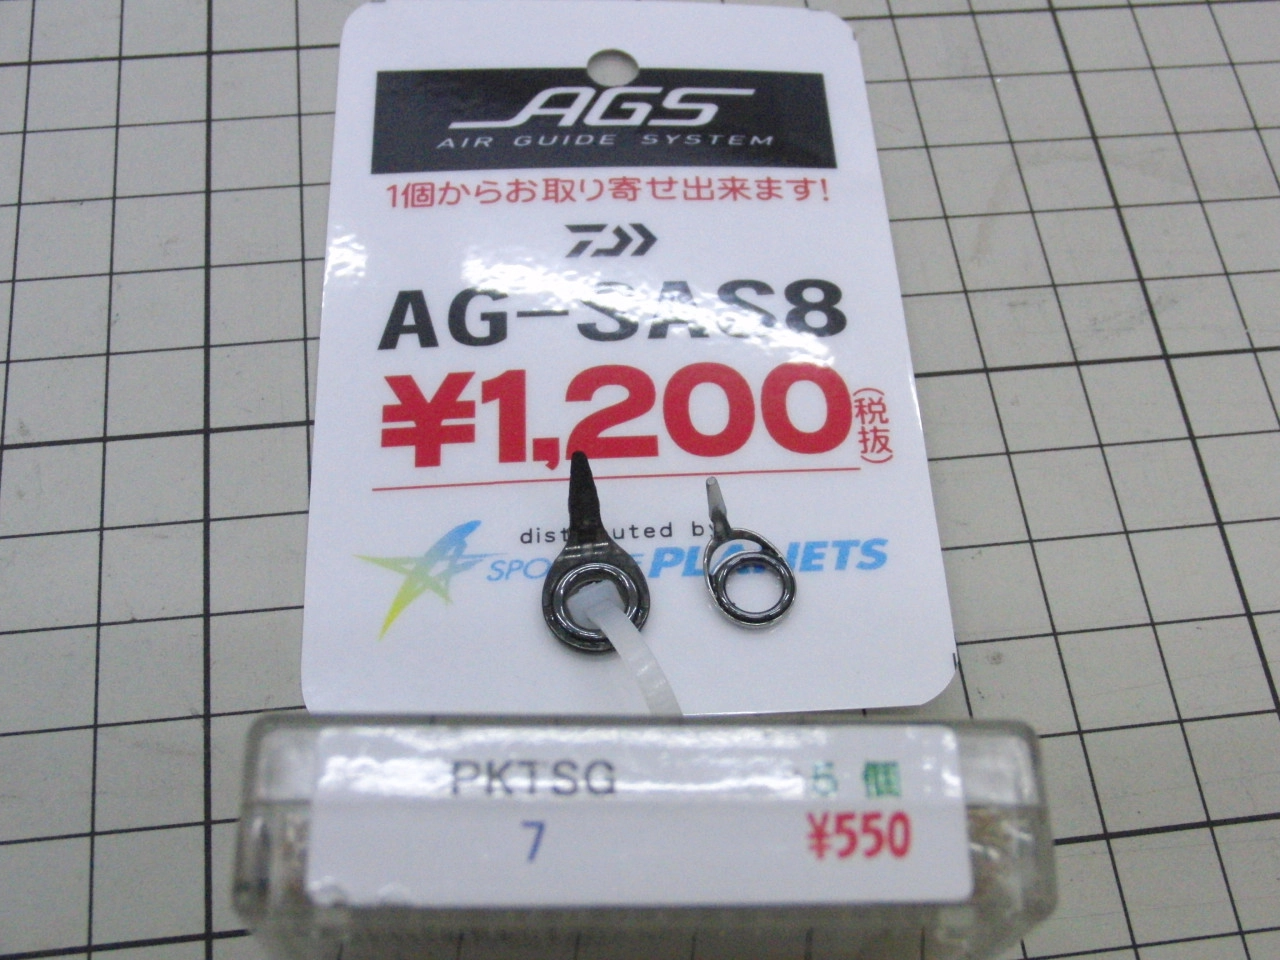 AGS
AIR GUIDE SYSTEM
1個からお取り寄せ出来ます!
AG-SAS8
¥1,200(税抜)
distributed by
PLANETS
PKTSG 5個
7 ¥550